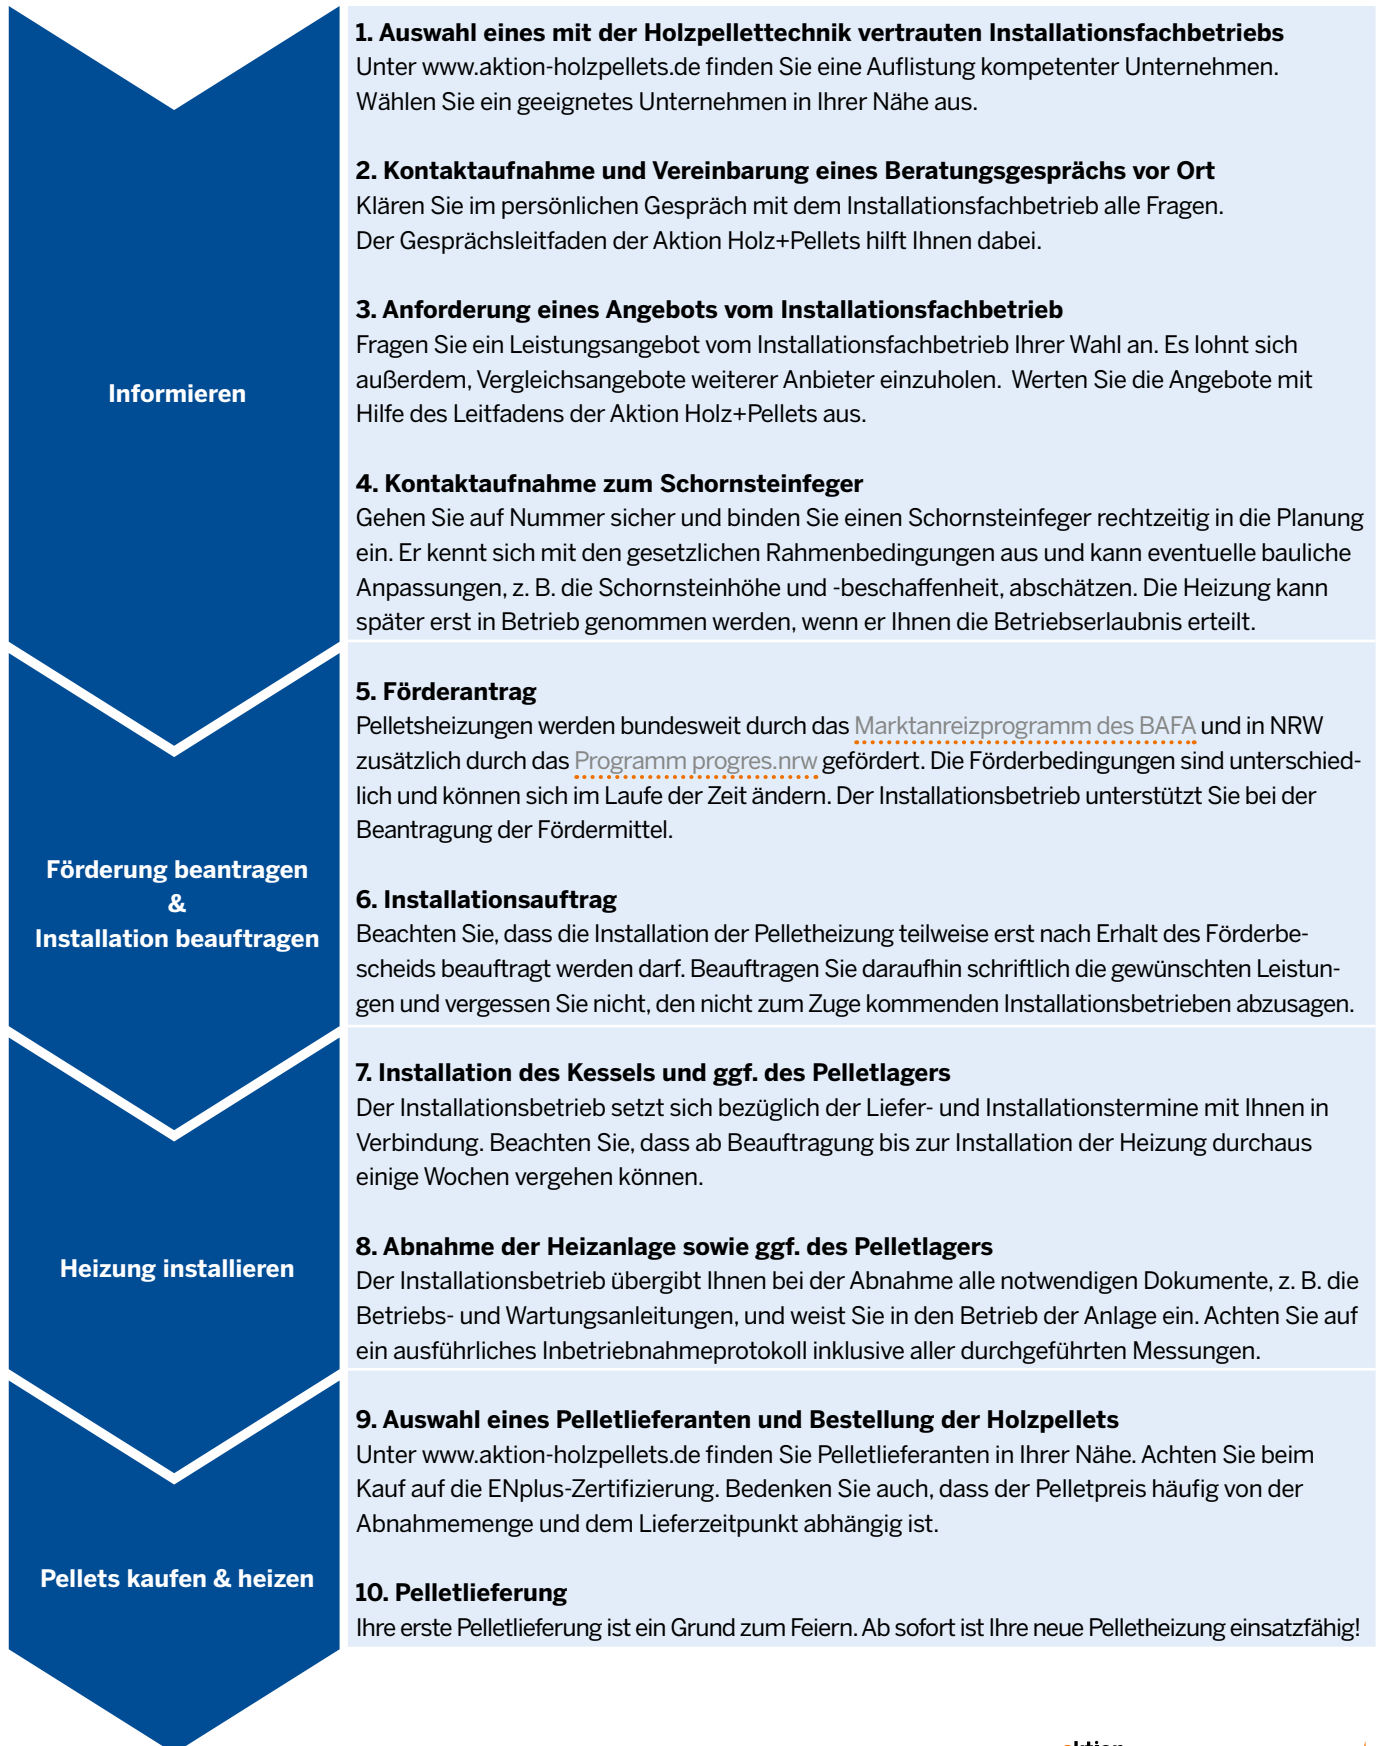 1. Auswahl eines mit der Holzpellettechnik vertrauten Installationsfachbetriebs
Unter www.aktion-holzpellets.de finden Sie eine Auflistung kompetenter Unternehmen.
Wählen Sie ein geeignetes Unternehmen in Ihrer Nähe aus.
2. Kontaktaufnahme und Vereinbarung eines Beratungsgesprächs vor Ort
Klären Sie im persönlichen Gespräch mit dem Installationsfachbetrieb alle Fragen.
Der Gesprächsleitfaden der Aktion Holz+Pellets hilft Ihnen dabei.
3. Anforderung eines Angebots vom Installationsfachbetrieb
Fragen Sie ein Leistungsangebot vom Installationsfachbetrieb Ihrer Wahl an. Es lohnt sich
außerdem, Vergleichsangebote weiterer Anbieter einzuholen. Werten Sie die Angebote mit
Hilfe des Leitfadens der Aktion Holz+Pellets aus.
Informieren
4. Kontaktaufnahme zum Schornsteinfeger
Gehen Sie auf Nummer sicher und binden Sie einen Schornsteinfeger rechtzeitig in die Planung
ein. Er kennt sich mit den gesetzlichen Rahmenbedingungen aus und kann eventuelle bauliche
Anpassungen, z. B. die Schornsteinhöhe und -beschaffenheit, abschätzen. Die Heizung kann
später erst in Betrieb genommen werden, wenn er Ihnen die Betriebserlaubnis erteilt.
5. Förderantrag
Pelletsheizungen werden bundesweit durch das Marktanreizprogramm des BAFA und in NRW
zusätzlich durch das Programm progres.nrw gefördert. Die Förderbedingungen sind unterschied-
lich und können sich im Laufe der Zeit ändern. Der Installationsbetrieb unterstützt Sie bei der
Beantragung der Fördermittel.
Förderung beantragen
&
Installation beauftragen
6. Installationsauftrag
Beachten Sie, dass die Installation der Pelletheizung teilweise erst nach Erhalt des Förderbe-
scheids beauftragt werden darf. Beauftragen Sie daraufhin schriftlich die gewünschten Leistun-
gen und vergessen Sie nicht, den nicht zum Zuge kommenden Installationsbetrieben abzusagen.
7. Installation des Kessels und ggf. des Pelletlagers
Der Installationsbetrieb setzt sich bezüglich der Liefer- und Installationstermine mit Ihnen in
Verbindung. Beachten Sie, dass ab Beauftragung bis zur Installation der Heizung durchaus
einige Wochen vergehen können.
Heizung installieren
8. Abnahme der Heizanlage sowie ggf. des Pelletlagers
Der Installationsbetrieb übergibt Ihnen bei der Abnahme alle notwendigen Dokumente, z. B. die
Betriebs- und Wartungsanleitungen, und weist Sie in den Betrieb der Anlage ein. Achten Sie auf
ein ausführliches Inbetriebnahmeprotokoll inklusive aller durchgeführten Messungen.
9. Auswahl eines Pelletlieferanten und Bestellung der Holzpellets
Unter www.aktion-holzpellets.de finden Sie Pelletlieferanten in Ihrer Nähe. Achten Sie beim
Kauf auf die ENplus-Zertifizierung. Bedenken Sie auch, dass der Pelletpreis häufig von der
Abnahmemenge und dem Lieferzeitpunkt abhängig ist.
Pellets kaufen & heizen
10. Pelletlieferung
Ihre erste Pelletlieferung ist ein Grund zum Feiern. Ab sofort ist Ihre neue Pelletheizung einsatzfähig!